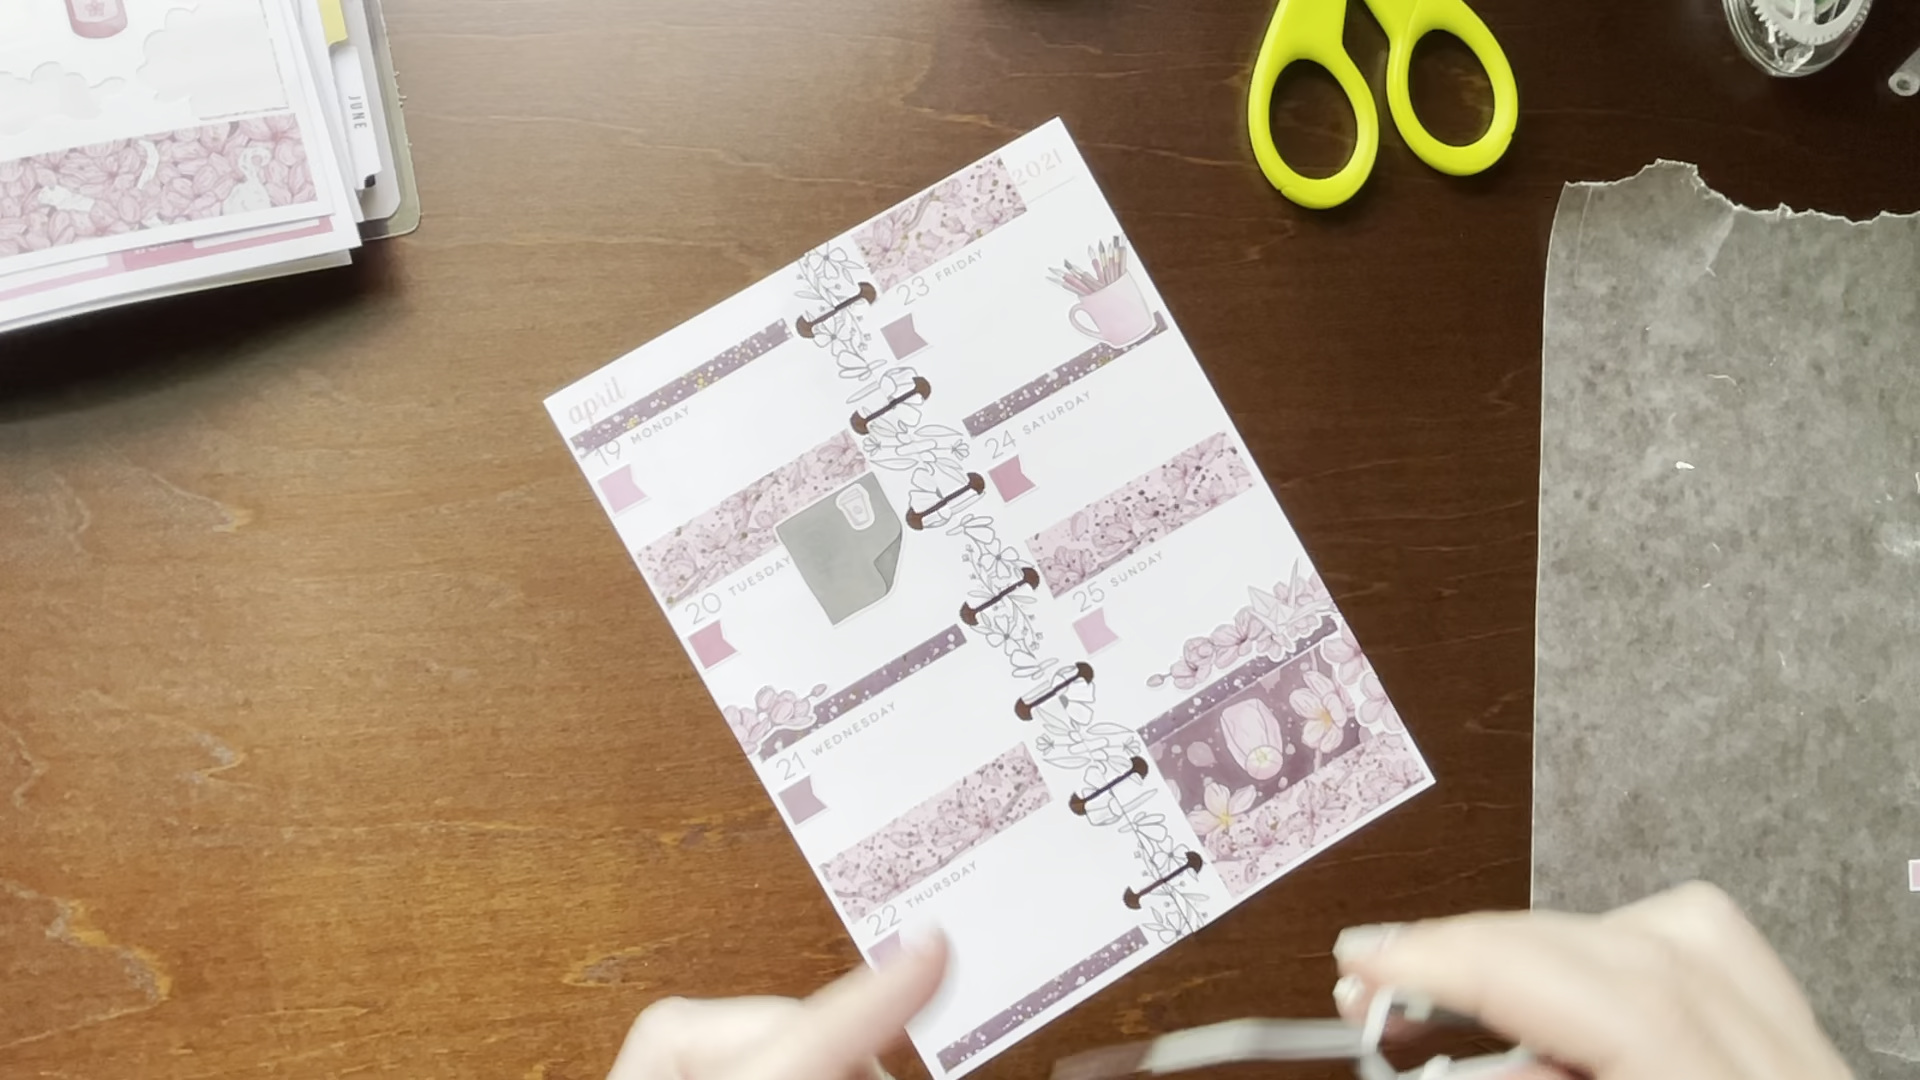 JUNE
april
19 MONDAY
20 TUESDAY
21 WEDNESDAY
22 THURSDAY
2021
23 FRIDAY
24 SATURDAY
25 SUNDAY